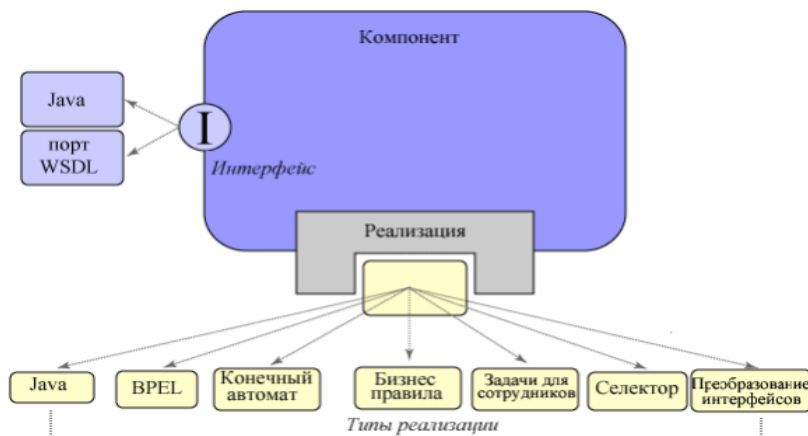 Компонент
Java
порт
WSDL
I
Интерфейс
Реализация
Java
BPEL
Конечный
автомат
Бизнес
правила
Задачи для
сотрудников
Селектор
Преобразование
интерфейсов
Типы реализации